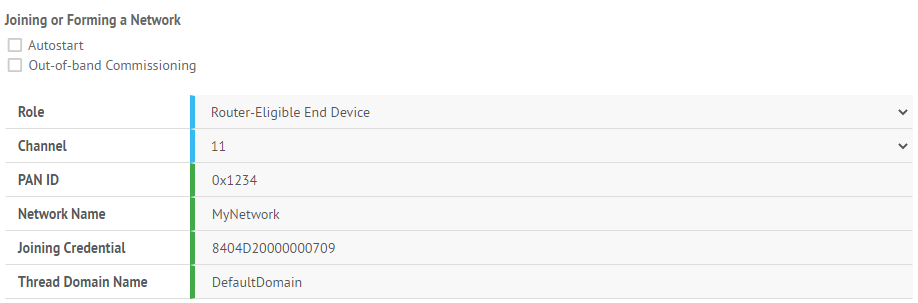 Joining or Forming a Network
Autostart
Out-of-band Commissioning
Role Router-Eligible End Device
Channel 11
PAN ID 0x1234
Network Name MyNetwork
Joining Credential 8404D20000000709
Thread Domain Name DefaultDomain